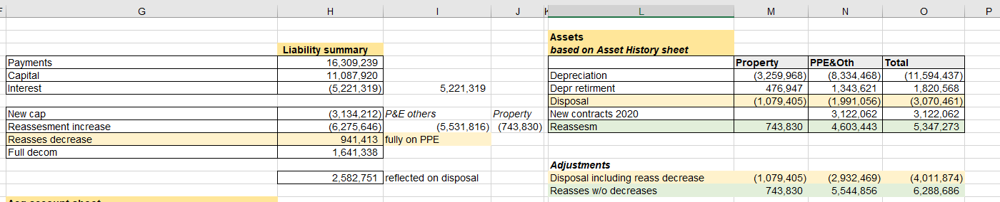 F G H I J K L M N O P
Assets
Liability summary based on Asset History sheet
Payments 16,309,239 Property PPE&Oth Total
Capital 11,087,920 Depreciation (3,259,968) (8,334,468) (11,594,437)
Interest (5,221,319) 5,221,319 Depr retirment 476,947 1,343,621 1,820,568
Disposal (1,079,405) (1,991,056) (3,070,461)
New cap (3,134,212) P&E others Property New contracts 2020 3,122,062 3,122,062
Reassesment increase (6,275,646) (5,531,816) (743,830) Reassesm 743,830 4,603,443 5,347,273
Reasses decrease 941,413 fully on PPE
Full decom 1,641,338
Adjustments
2,582,751 reflected on disposal Disposal including reass decrease (1,079,405) (2,932,469) (4,011,874)
Reasses w/o decreases 743,830 5,544,856 6,288,686